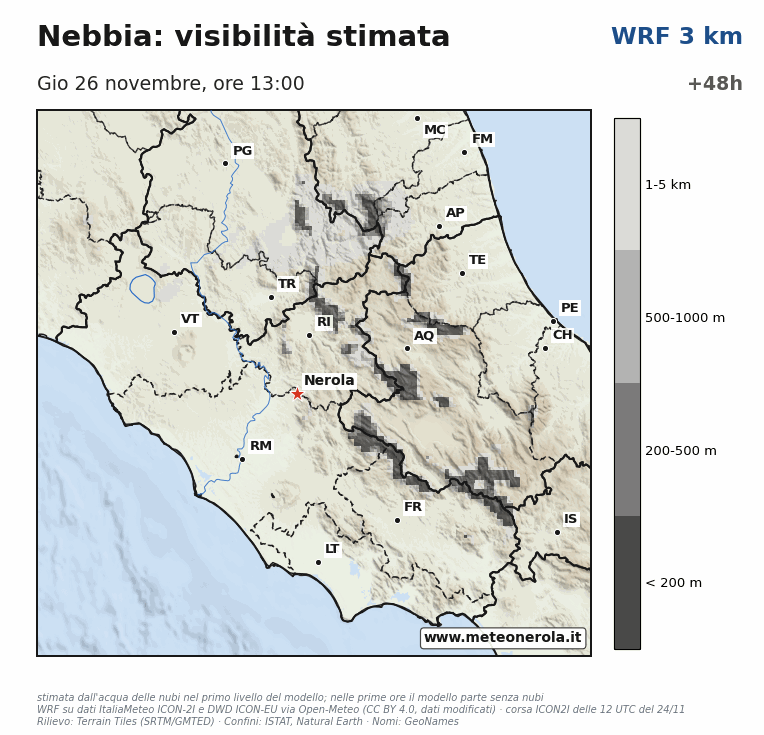 Nebbia: visibilità stimata
WRF 3 km
Gio 26 novembre, ore 13:00
+48h
MC
FM
PG
AP
TE
TR
PE
VT
RI
AQ
CH
Nerola
RM
FR
IS
LT
www.meteonerola.it
1-5 km
500-1000 m
200-500 m
< 200 m
stimata dall'acqua delle nubi nel primo livello del modello; nelle prime ore il modello parte senza nubi
WRF su dati ItaliaMeteo ICON-2I e DWD ICON-EU via Open-Meteo (CC BY 4.0, dati modificati) · corsa ICON2I delle 12 UTC del 24/11
Rilievo: Terrain Tiles (SRTM/GMTED) · Confini: ISTAT, Natural Earth · Nomi: GeoNames